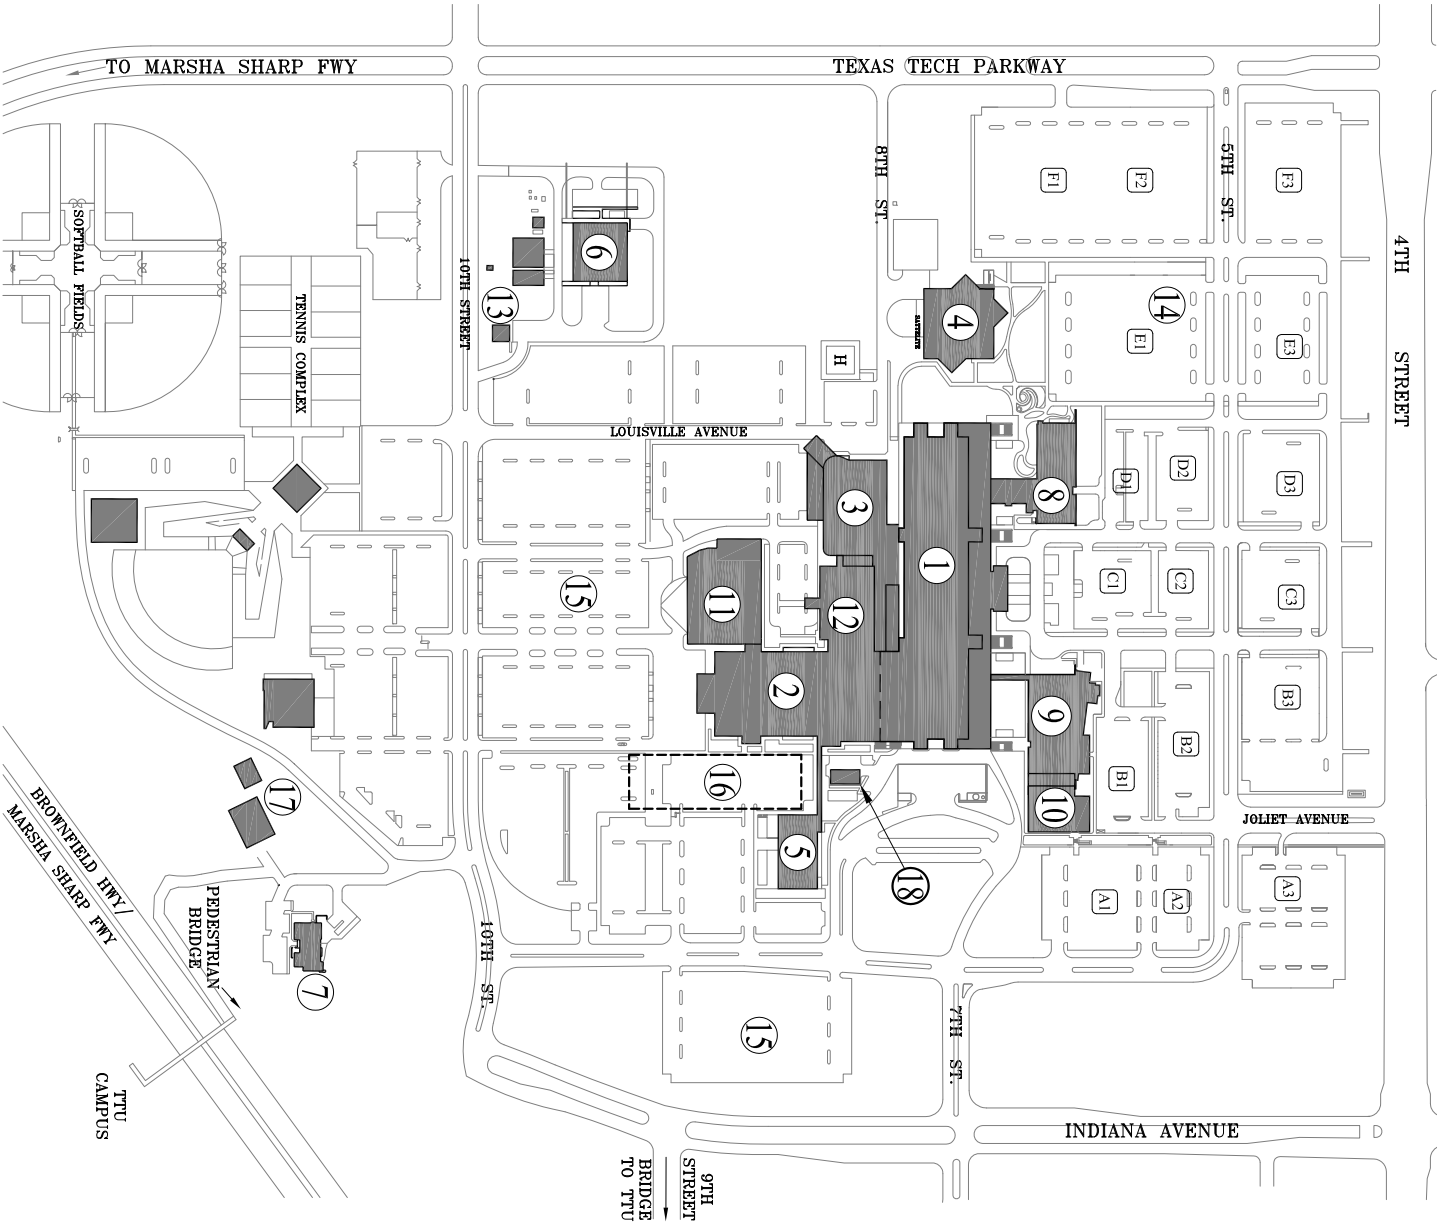 TO MARSHA SHARP FWY
TEXAS TECH PARKWAY
8TH ST.
5TH ST.
4TH STREET
F1
F2
F3
SOFTBALL FIELDS
10TH STREET
6
13
TENNIS COMPLEX
4
SATELLITE
H
14
E1
E3
LOUISVILLE AVENUE
3
1
8
D1
D2
D3
15
11
12
C1
C2
C3
2
9
B1
B2
B3
16
10
17
5
18
JOLIET AVENUE
A1
A2
A3
BROWNFIELD HWY/
MARSHA SHARP FWY
PEDESTRIAN
BRIDGE
7
10TH ST.
15
7TH ST.
TTU
CAMPUS
INDIANA AVENUE
9TH
STREET
BRIDGE
TO TTU